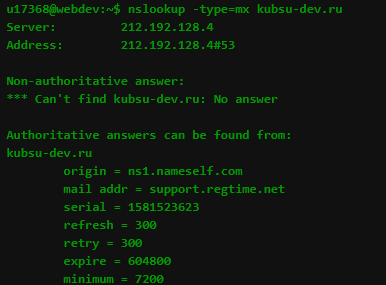 u17368@webdev:~$ nslookup -type=mx kubsu-dev.ru
Server: 212.192.128.4
Address: 212.192.128.4#53
Non-authoritative answer:
*** Can't find kubsu-dev.ru: No answer
Authoritative answers can be found from:
kubsu-dev.ru
origin = ns1.nameself.com
mail addr = support.regtime.net
serial = 1581523623
refresh = 300
retry = 300
expire = 604800
minimum = 7200